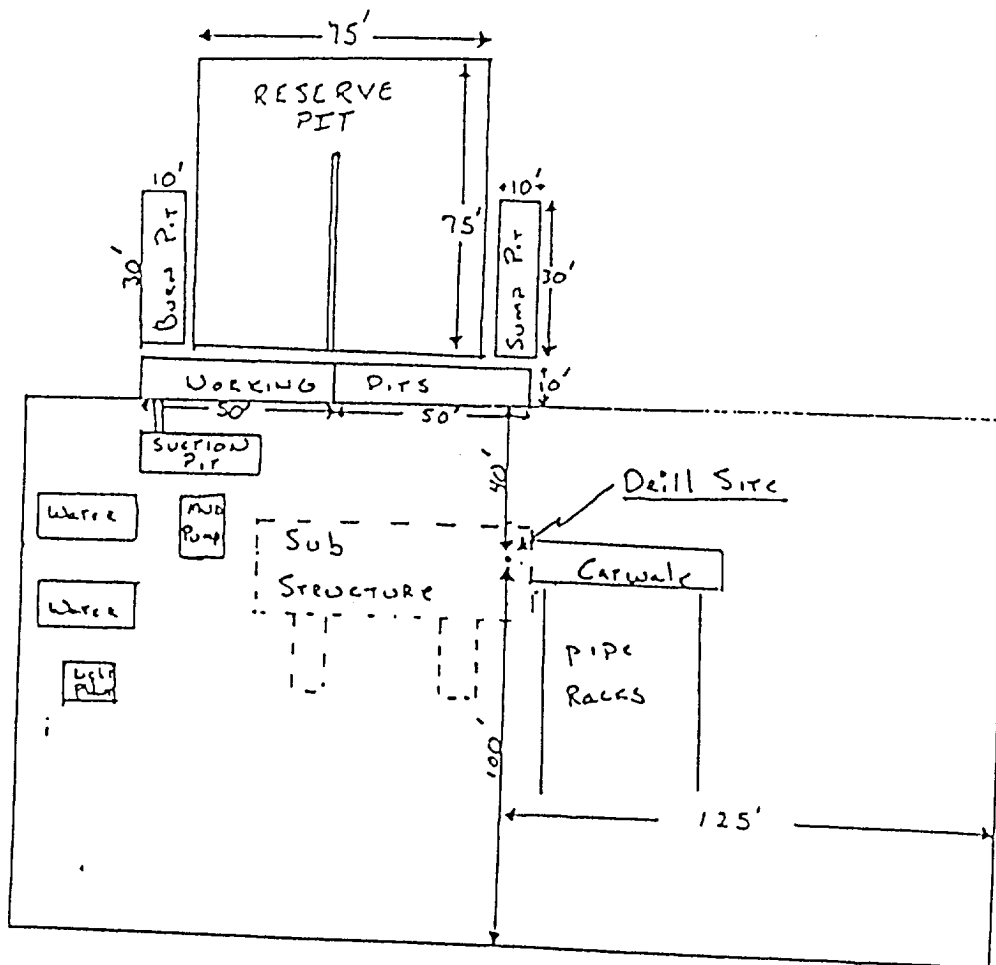 75'
RESERVE
PIT
10'
10'
75'
30'
Burn Pit
Sump Pit
30'
WORKING PITS
10'
50'
50'
SUCTION
PIT
40'
Drill Site
Water
MUD
Pump
Sub
STRUCTURE
Catwalk
Water
PIPE
RACKS
100'
125'